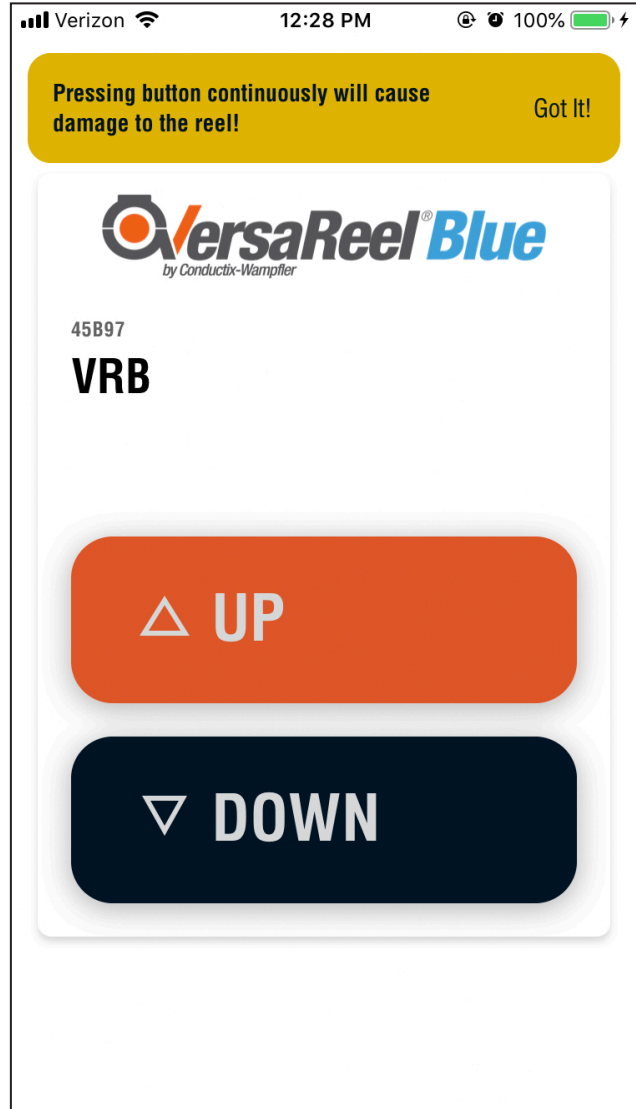 Verizon 12:28 PM 100%
Pressing button continuously will cause
damage to the reel!
Got It!
VersaReel® Blue
by Conductix-Wampfler
45B97
VRB
UP
DOWN